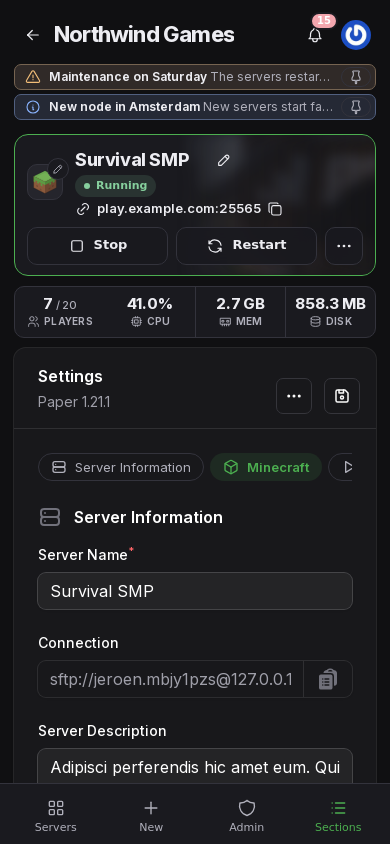 Northwind Games
15
Maintenance on Saturday The servers restar...
New node in Amsterdam New servers start fa...
Survival SMP
Running
play.example.com:25565
Stop
Restart
7 / 20
PLAYERS
41.0%
CPU
2.7 GB
MEM
858.3 MB
DISK
Settings
Paper 1.21.1
Server Information
Minecraft
Server Information
Server Name*
Survival SMP
Connection
sftp://jeroen.mbjy1pzs@127.0.0.1
Server Description
Adipisci perferendis hic amet eum. Qui
Servers
New
Admin
Sections